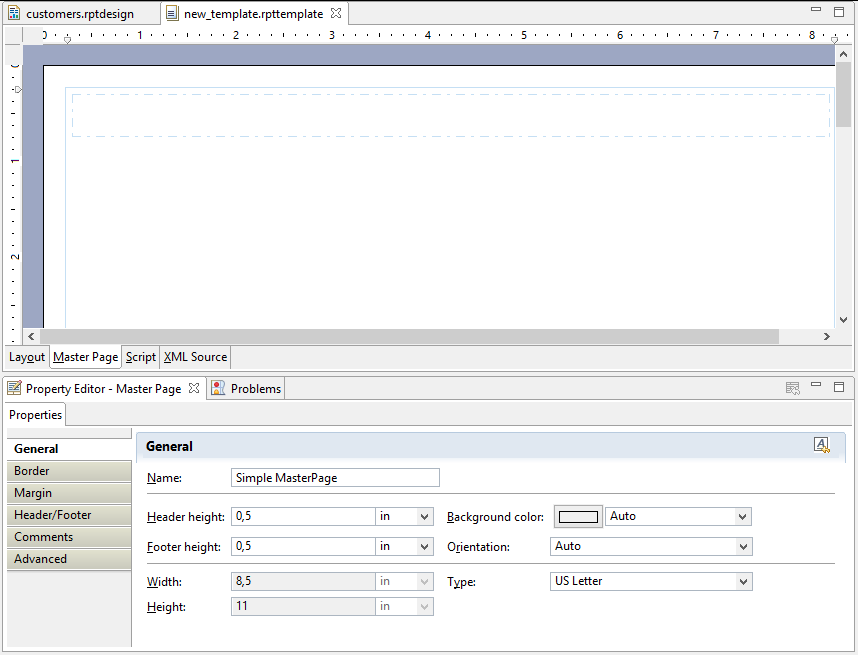 customers.rptdesign new_template.rpttemplate
0 1 2 3 4 5 6 7 8
0
1
2
Layout Master Page Script XML Source
Property Editor - Master Page Problems
Properties
General
Border
Margin
Header/Footer
Comments
Advanced
General
Name: Simple MasterPage
Header height: 0,5 in Background color: Auto
Footer height: 0,5 in Orientation: Auto
Width: 8,5 in Type: US Letter
Height: 11 in